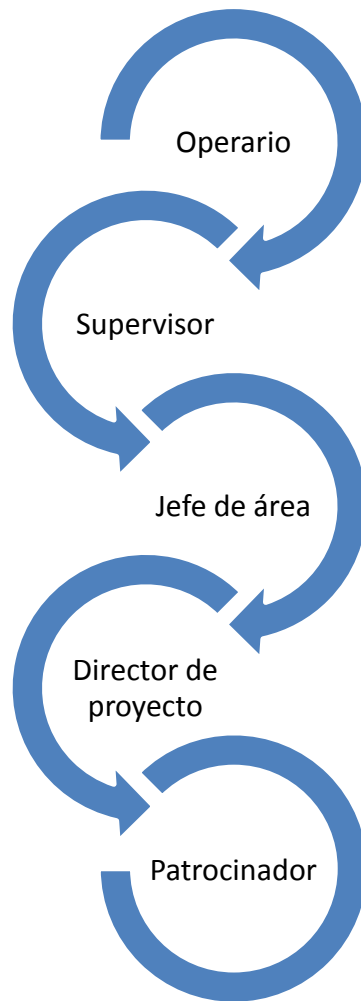 Operario
Supervisor
Jefe de área
Director de
proyecto
Patrocinador